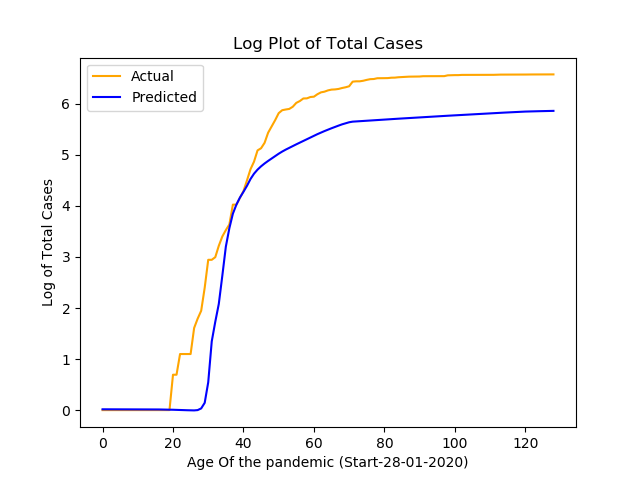 Log Plot of Total Cases
Actual
Predicted
Log of Total Cases
6
5
4
3
2
1
0
0 20 40 60 80 100 120
Age Of the pandemic (Start-28-01-2020)